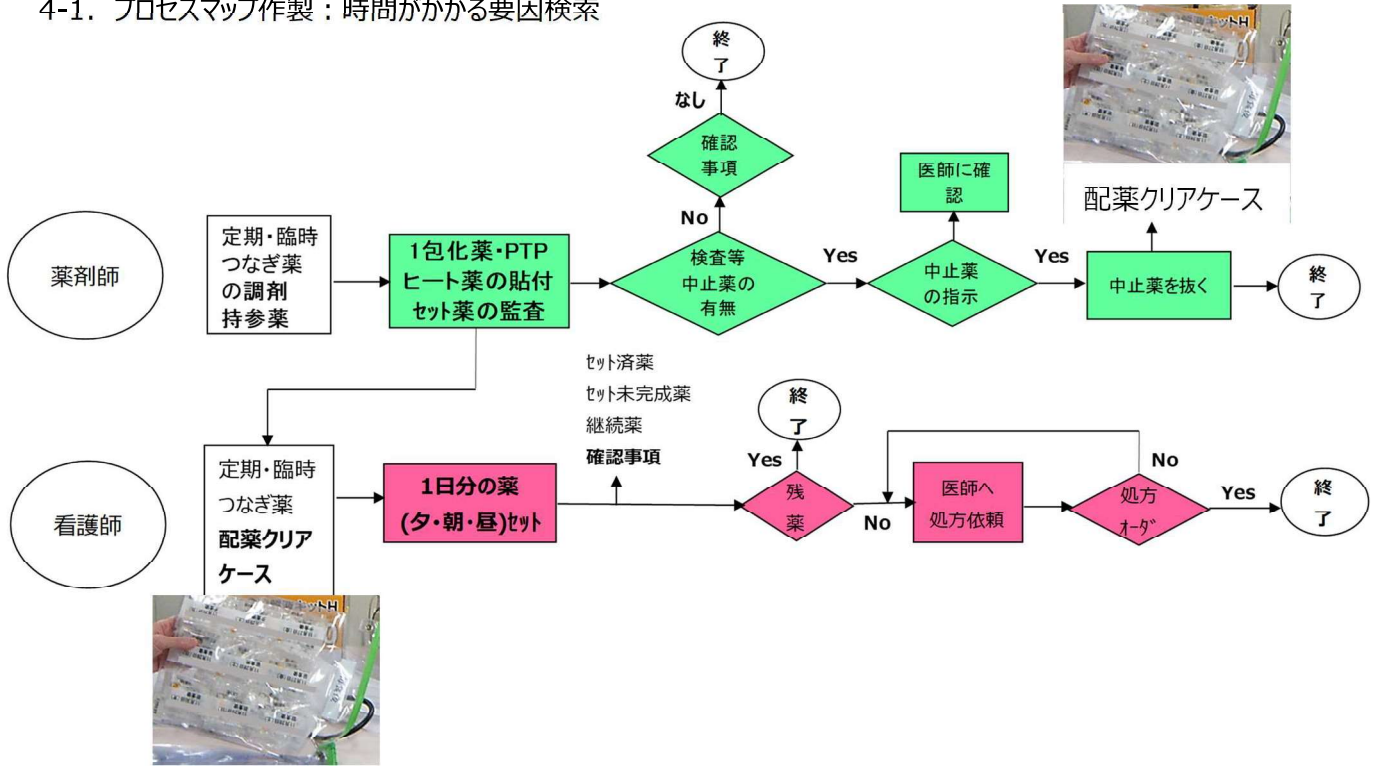 4-1. プロセスマップ作製：時間がかかる要因検索
終
了
なし
確認
事項
No
薬剤師
定期・臨時
つなぎ薬
の調剤
持参薬
1包化薬・PTP
ヒート薬の貼付
ｾｯﾄ薬の監査
検査等
中止薬の
有無
Yes
医師に確
認
中止薬
の指示
Yes
キットH
配薬クリアケース
中止薬を抜く
終
了
看護師
定期・臨時
つなぎ薬
配薬クリア
ケース
キットH
1日分の薬
(夕・朝・昼)ｾｯﾄ
ｾｯﾄ済薬
ｾｯﾄ未完成薬
継続薬
確認事項
終
了
Yes
残
薬
No
医師へ
処方依頼
No
処方
ｵｰﾀﾞ
Yes
終
了